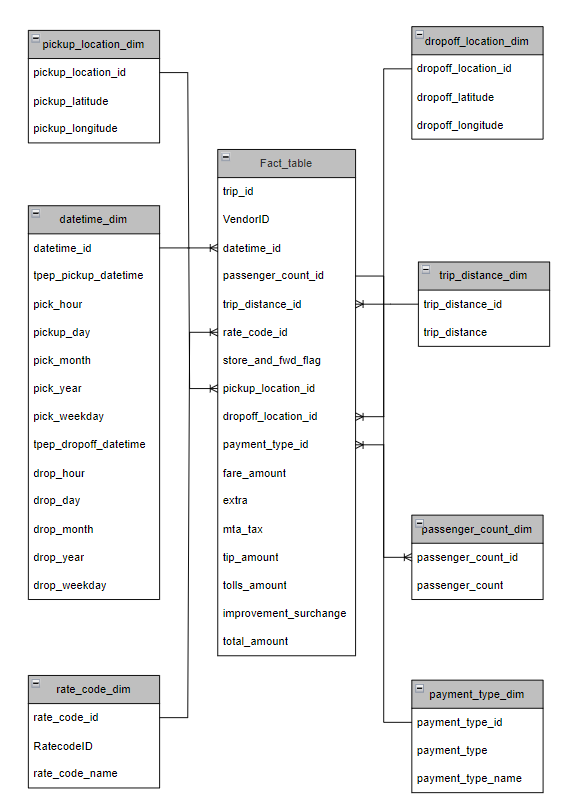 pickup_location_dim
pickup_location_id
pickup_latitude
pickup_longitude
dropoff_location_dim
dropoff_location_id
dropoff_latitude
dropoff_longitude
Fact_table
trip_id
VendorID
datetime_id
passenger_count_id
trip_distance_id
rate_code_id
store_and_fwd_flag
pickup_location_id
dropoff_location_id
payment_type_id
fare_amount
extra
mta_tax
tip_amount
tolls_amount
improvement_surchange
total_amount
datetime_dim
datetime_id
tpep_pickup_datetime
pick_hour
pickup_day
pick_month
pick_year
pick_weekday
tpep_dropoff_datetime
drop_hour
drop_day
drop_month
drop_year
drop_weekday
trip_distance_dim
trip_distance_id
trip_distance
passenger_count_dim
passenger_count_id
passenger_count
rate_code_dim
rate_code_id
RatecodeID
rate_code_name
payment_type_dim
payment_type_id
payment_type
payment_type_name